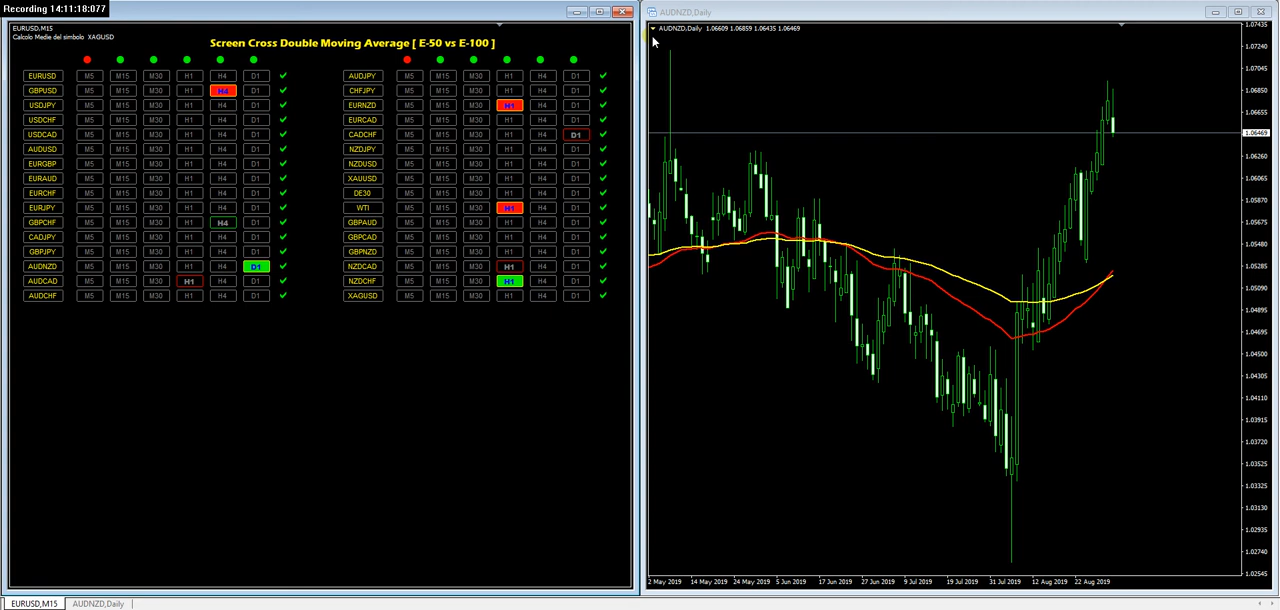 Recording 14:11:18:077
AUDNZD,Daily
EURUSD,M15
Calcolo Medie del simbolo XAGUSD
Screen Cross Double Moving Average [ E-50 vs E-100 ]
EURUSD M5 M15 M30 H1 H4 D1 AUDJPY M5 M15 M30 H1 H4 D1
GBPUSD M5 M15 M30 H1 H4 D1 CHFJPY M5 M15 M30 H1 H4 D1
USDJPY M5 M15 M30 H1 H4 D1 EURNZD M5 M15 M30 H1 H4 D1
USDCHF M5 M15 M30 H1 H4 D1 EURCAD M5 M15 M30 H1 H4 D1
USDCAD M5 M15 M30 H1 H4 D1 CADCHF M5 M15 M30 H1 H4 D1
AUDUSD M5 M15 M30 H1 H4 D1 NZDJPY M5 M15 M30 H1 H4 D1
EURGBP M5 M15 M30 H1 H4 D1 NZDUSD M5 M15 M30 H1 H4 D1
EURAUD M5 M15 M30 H1 H4 D1 XAUUSD M5 M15 M30 H1 H4 D1
EURCHF M5 M15 M30 H1 H4 D1 DE30 M5 M15 M30 H1 H4 D1
EURJPY M5 M15 M30 H1 H4 D1 WTI M5 M15 M30 H1 H4 D1
GBPCHF M5 M15 M30 H1 H4 D1 GBPAUD M5 M15 M30 H1 H4 D1
CADJPY M5 M15 M30 H1 H4 D1 GBPCAD M5 M15 M30 H1 H4 D1
GBPJPY M5 M15 M30 H1 H4 D1 GBPNZD M5 M15 M30 H1 H4 D1
AUDNZD M5 M15 M30 H1 H4 D1 NZDCAD M5 M15 M30 H1 H4 D1
AUDCAD M5 M15 M30 H1 H4 D1 NZDCHF M5 M15 M30 H1 H4 D1
AUDCHF M5 M15 M30 H1 H4 D1 XAGUSD M5 M15 M30 H1 H4 D1
AUDNZD,Daily 1.06609 1.06859 1.06435 1.06469
1.07435
1.07240
1.07045
1.06850
1.06655
1.06469
1.06260
1.06065
1.05870
1.05480
1.05285
1.05090
1.04895
1.04695
1.04500
1.04305
1.04110
1.03915
1.03720
1.03525
1.03325
1.03130
1.02935
1.02740
1.02545
2 May 2019 14 May 2019 24 May 2019 5 Jun 2019 17 Jun 2019 27 Jun 2019 9 Jul 2019 19 Jul 2019 31 Jul 2019 12 Aug 2019 22 Aug 2019
EURUSD,M15 AUDNZD,Daily